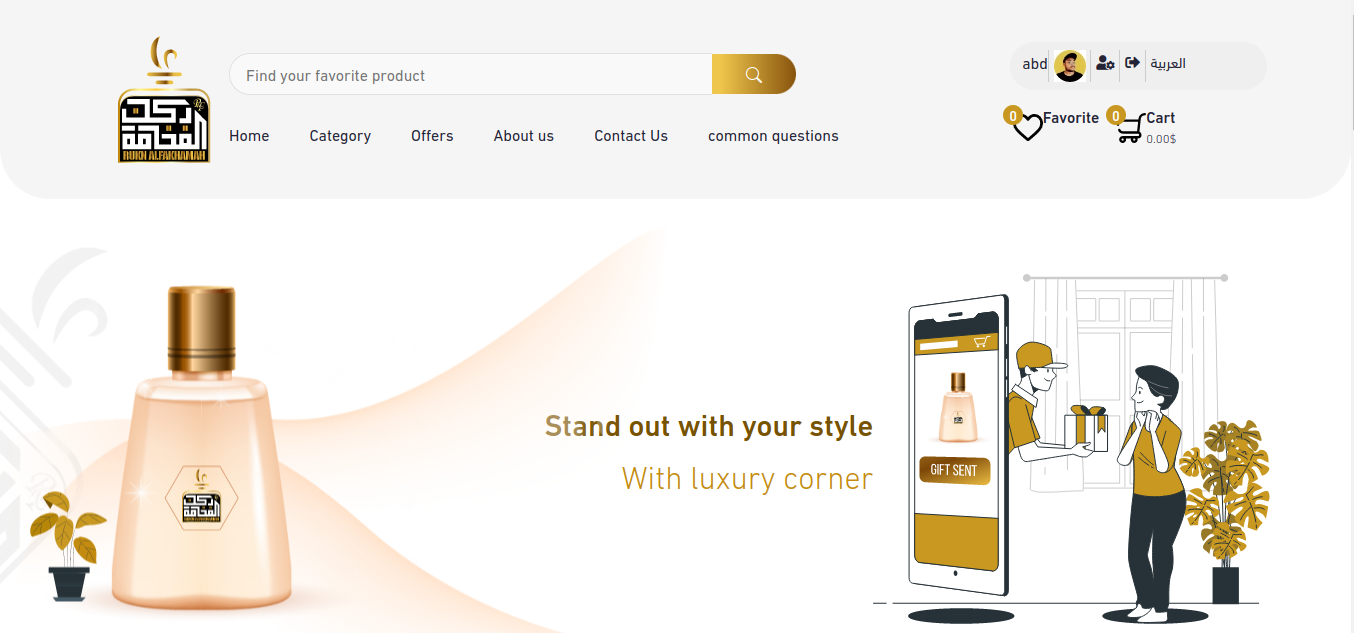 Find your favorite product
abd
العربية
Home
Category
Offers
About us
Contact Us
common questions
0
Favorite
0
Cart
0.00$
ركن
الفخامة
RUKN ALFAKHAMAH
Stand out with your style
With luxury corner
GIFT SENT